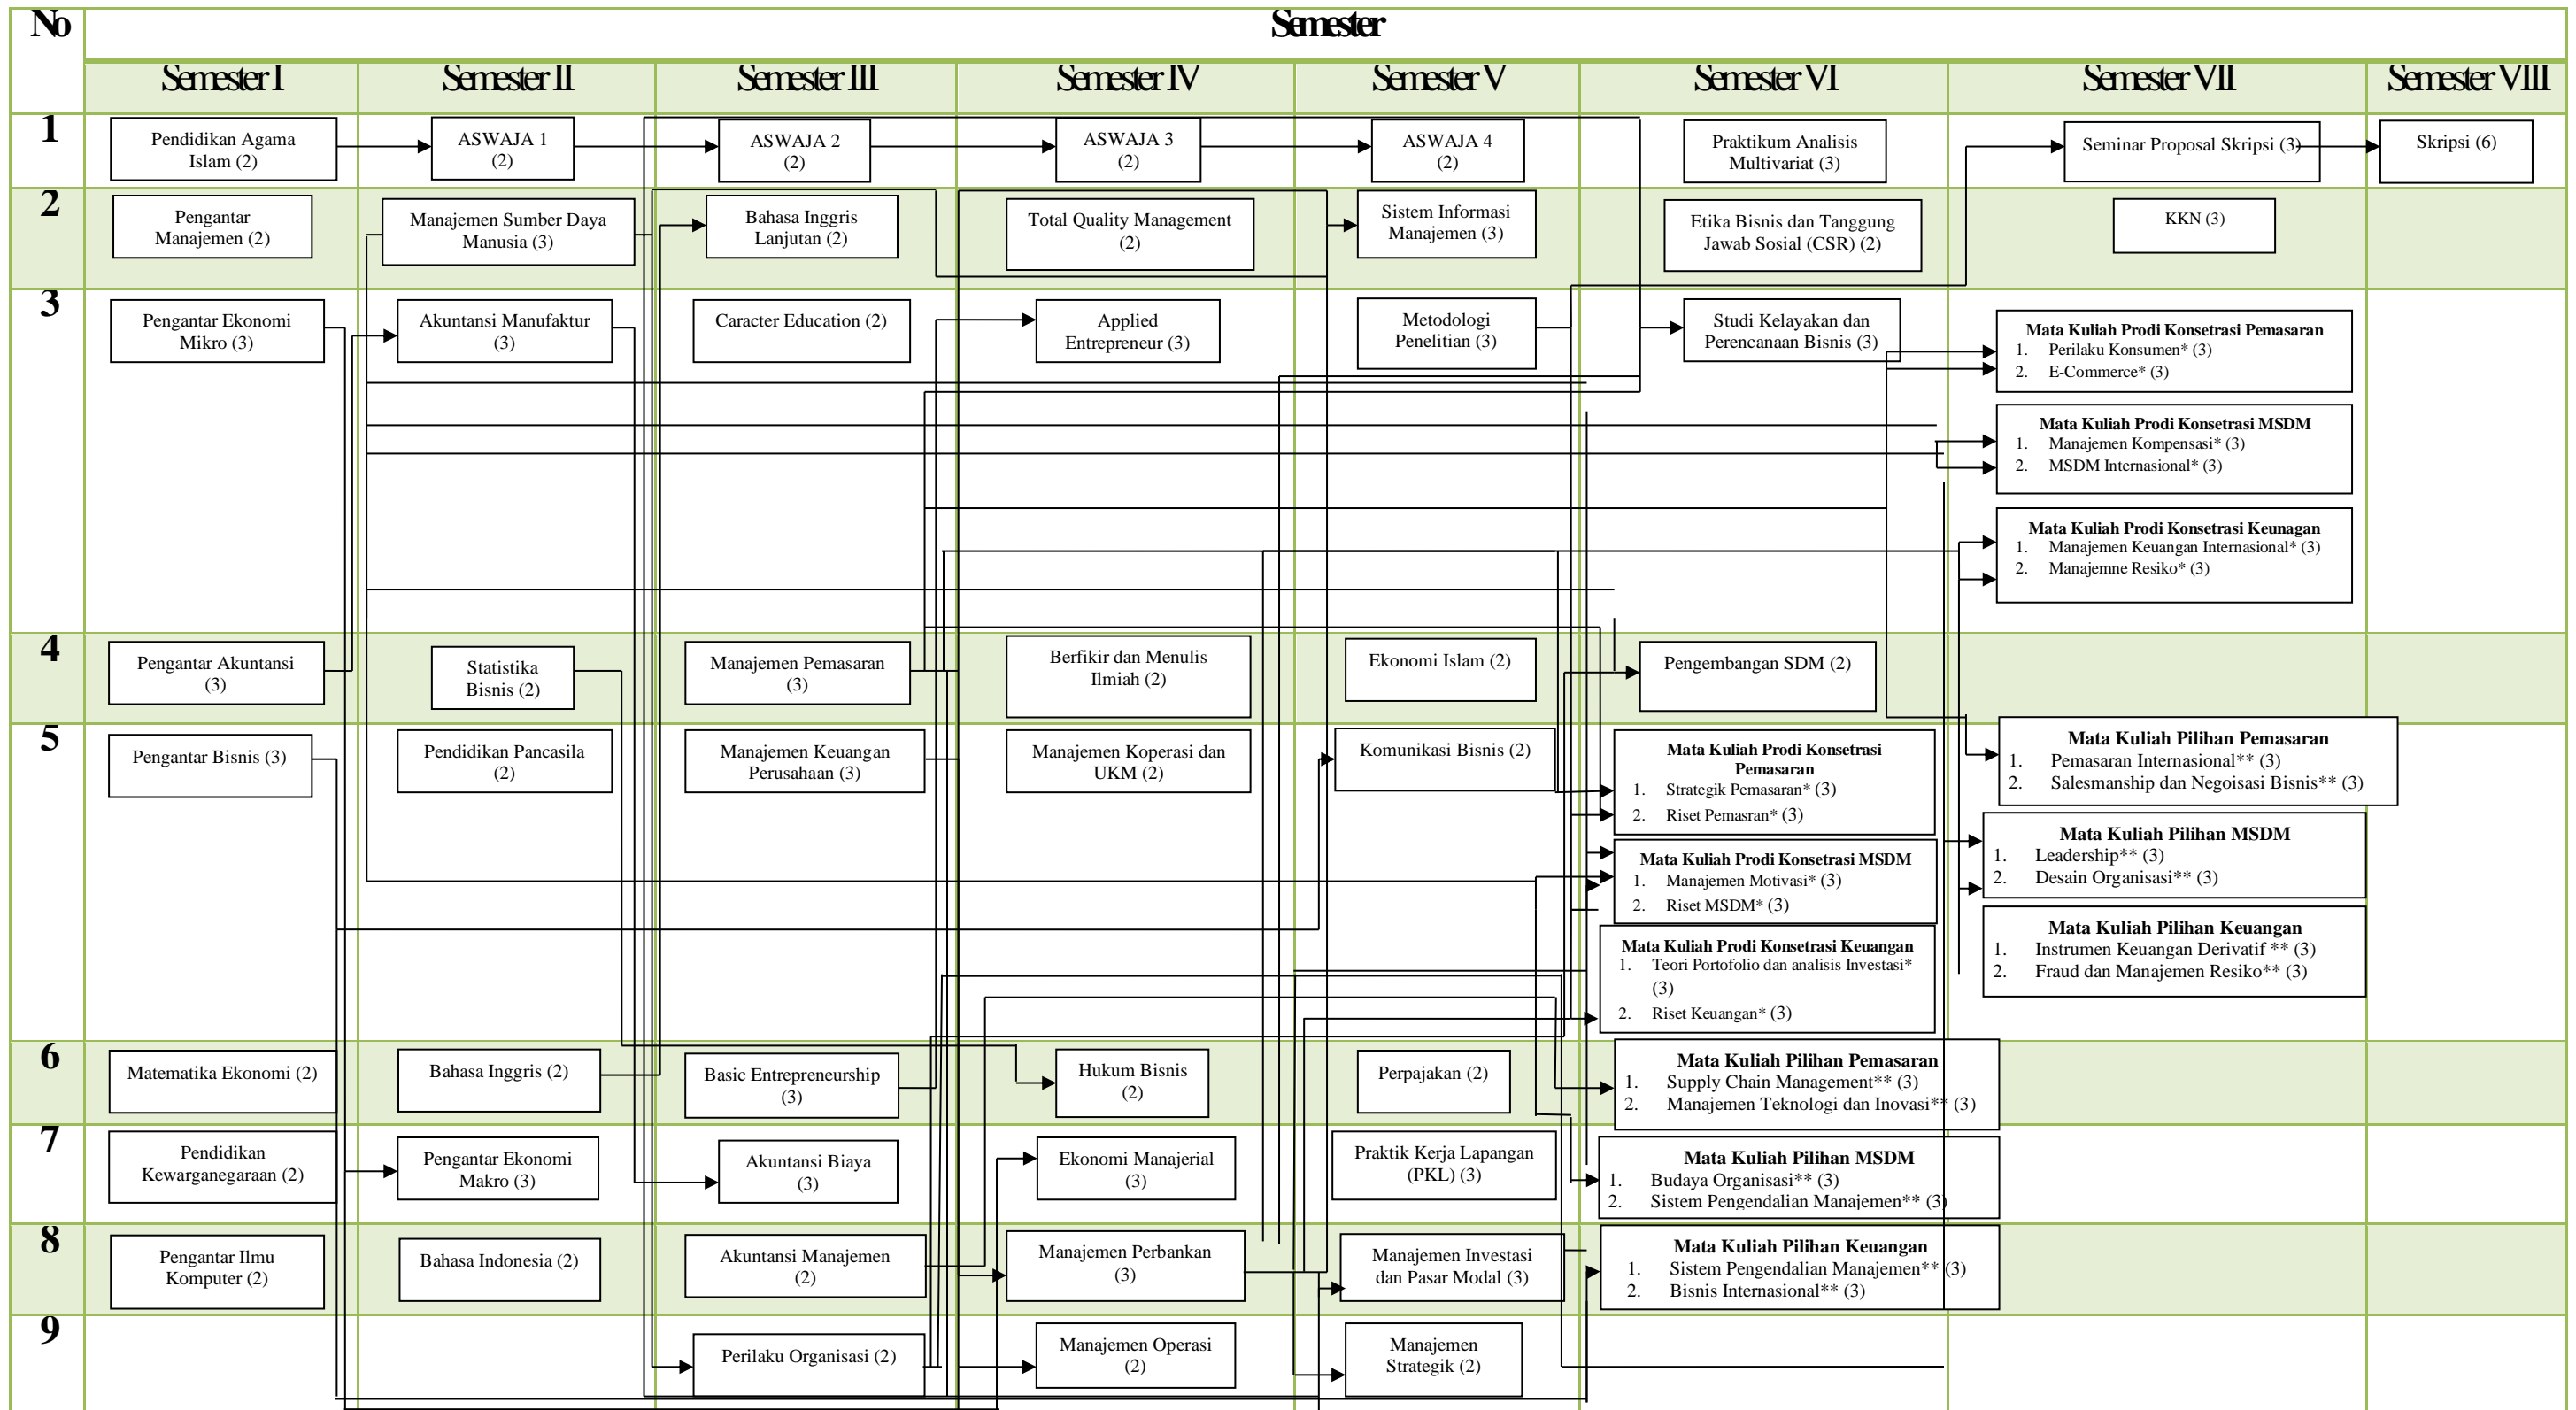 No
Semester
Semester I
Semester II
Semester III
Semester IV
Semester V
Semester VI
Semester VII
Semester VIII
1
Pendidikan Agama
Islam (2)
ASWAJA 1
(2)
ASWAJA 2
(2)
ASWAJA 3
(2)
ASWAJA 4
(2)
Praktikum Analisis
Multivariat (3)
Seminar Proposal Skripsi (3)
Skripsi (6)
2
Pengantar
Manajemen (2)
Manajemen Sumber Daya
Manusia (3)
Bahasa Inggris
Lanjutan (2)
Total Quality Management
(2)
Sistem Informasi
Manajemen (3)
Etika Bisnis dan Tanggung
Jawab Sosial (CSR) (2)
KKN (3)
3
Pengantar Ekonomi
Mikro (3)
Akuntansi Manufaktur
(3)
Caracter Education (2)
Applied
Entrepreneur (3)
Metodologi
Penelitian (3)
Studi Kelayakan dan
Perencanaan Bisnis (3)
Mata Kuliah Prodi Konsetrasi Pemasaran
1. Perilaku Konsumen* (3)
2. E-Commerce* (3)
Mata Kuliah Prodi Konsetrasi MSDM
1. Manajemen Kompensasi* (3)
2. MSDM Internasional* (3)
Mata Kuliah Prodi Konsetrasi Keunagan
1. Manajemen Keuangan Internasional* (3)
2. Manajemne Resiko* (3)
4
Pengantar Akuntansi
(3)
Statistika
Bisnis (2)
Manajemen Pemasaran
(3)
Berfikir dan Menulis
Ilmiah (2)
Ekonomi Islam (2)
Pengembangan SDM (2)
5
Pengantar Bisnis (3)
Pendidikan Pancasila
(2)
Manajemen Keuangan
Perusahaan (3)
Manajemen Koperasi dan
UKM (2)
Komunikasi Bisnis (2)
Mata Kuliah Prodi Konsetrasi
Pemasaran
1. Strategik Pemasaran* (3)
2. Riset Pemasran* (3)
Mata Kuliah Prodi Konsetrasi MSDM
1. Manajemen Motivasi* (3)
2. Riset MSDM* (3)
Mata Kuliah Prodi Konsetrasi Keuangan
1. Teori Portofolio dan analisis Investasi*
(3)
2. Riset Keuangan* (3)
Mata Kuliah Pilihan Pemasaran
1. Pemasaran Internasional** (3)
2. Salesmanship dan Negoisasi Bisnis** (3)
Mata Kuliah Pilihan MSDM
1. Leadership** (3)
2. Desain Organisasi** (3)
Mata Kuliah Pilihan Keuangan
1. Instrumen Keuangan Derivatif ** (3)
2. Fraud dan Manajemen Resiko** (3)
6
Matematika Ekonomi (2)
Bahasa Inggris (2)
Basic Entrepreneurship
(3)
Hukum Bisnis
(2)
Perpajakan (2)
Mata Kuliah Pilihan Pemasaran
1. Supply Chain Management** (3)
2. Manajemen Teknologi dan Inovasi** (3)
7
Pendidikan
Kewarganegaraan (2)
Pengantar Ekonomi
Makro (3)
Akuntansi Biaya
(3)
Ekonomi Manajerial
(3)
Praktik Kerja Lapangan
(PKL) (3)
Mata Kuliah Pilihan MSDM
1. Budaya Organisasi** (3)
2. Sistem Pengendalian Manajemen** (3)
8
Pengantar Ilmu
Komputer (2)
Bahasa Indonesia (2)
Akuntansi Manajemen
(2)
Manajemen Perbankan
(3)
Manajemen Investasi
dan Pasar Modal (3)
Mata Kuliah Pilihan Keuangan
1. Sistem Pengendalian Manajemen** (3)
2. Bisnis Internasional** (3)
9
Perilaku Organisasi (2)
Manajemen Operasi
(2)
Manajemen
Strategik (2)